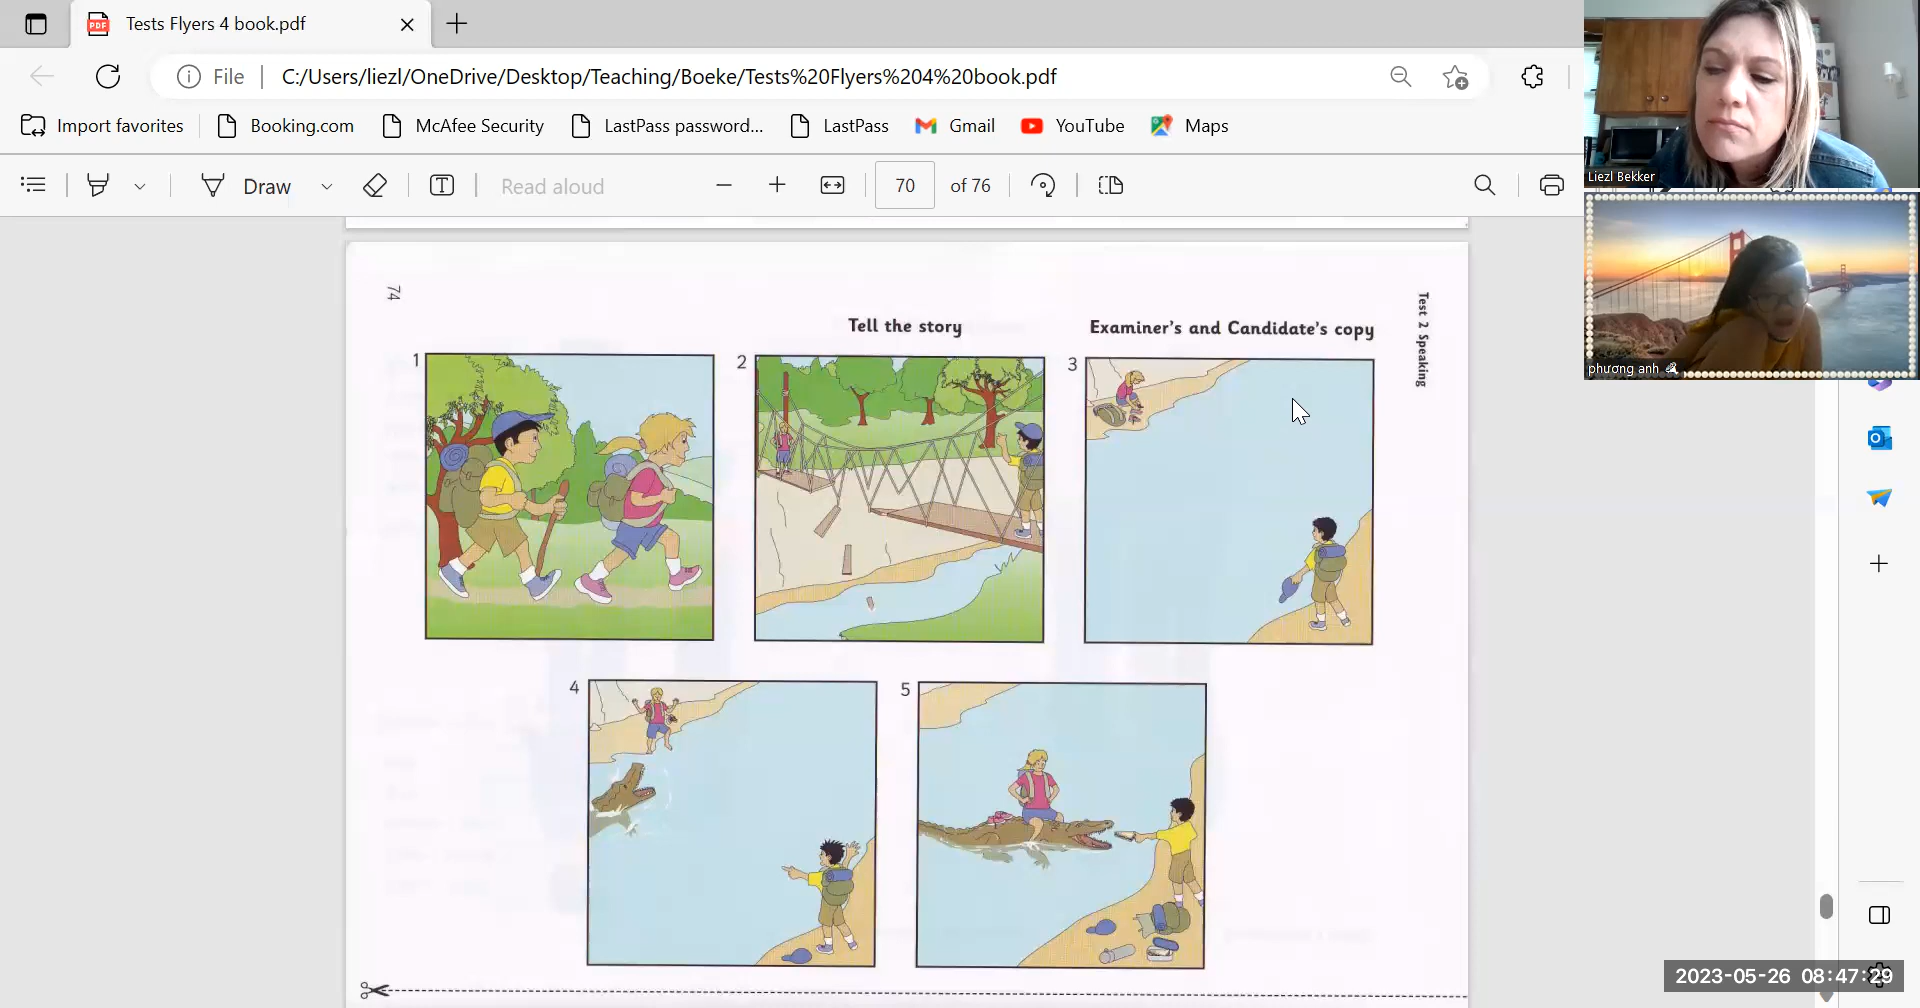 Tests Flyers 4 book.pdf
File
C:/Users/liezl/OneDrive/Desktop/Teaching/Boeke/Tests%20Flyers%204%20book.pdf
Import favorites
Booking.com
McAfee Security
LastPass password...
LastPass
Gmail
YouTube
Maps
Draw
Read aloud
70 of 76
Liezl Bekker
phương anh
74
Tell the story
Examiner's and Candidate's copy
Test 2 Speaking
1
2
3
4
5
2023-05-26 08:47:29